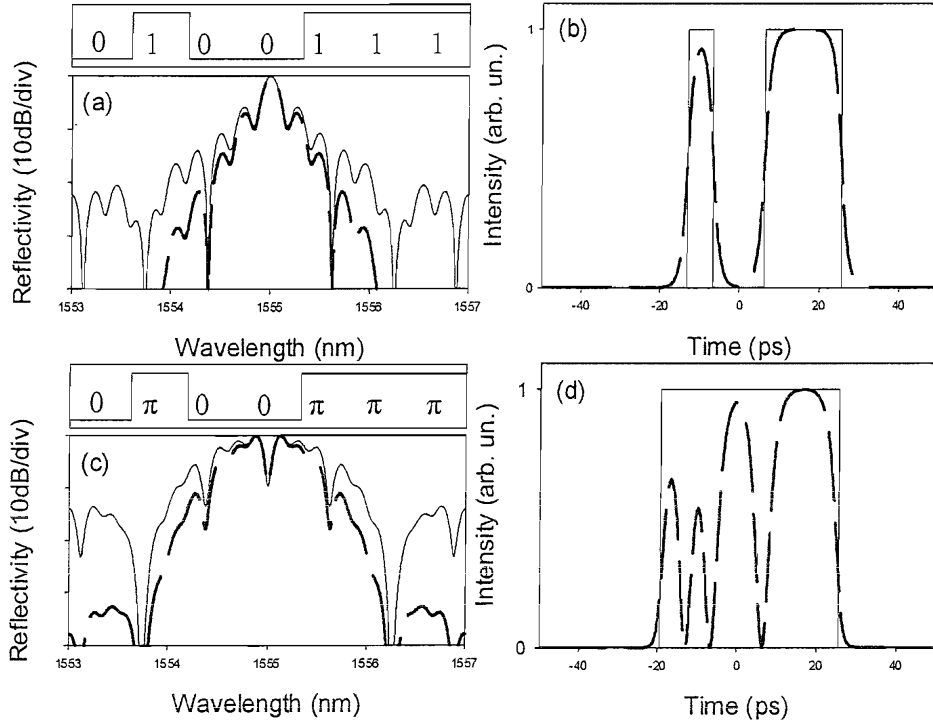 0 1 0 0 1 1 1
(a)
Reflectivity (10dB/div)
1553 1554 1555 1556 1557
Wavelength (nm)
(b)
Intensity (arb. un.)
1
0
-40 -20 0 20 40
Time (ps)
0 π 0 0 π π π
(c)
Reflectivity (10dB/div)
1553 1554 1555 1556 1557
Wavelength (nm)
(d)
Intensity (arb. un.)
1
0
-40 -20 0 20 40
Time (ps)